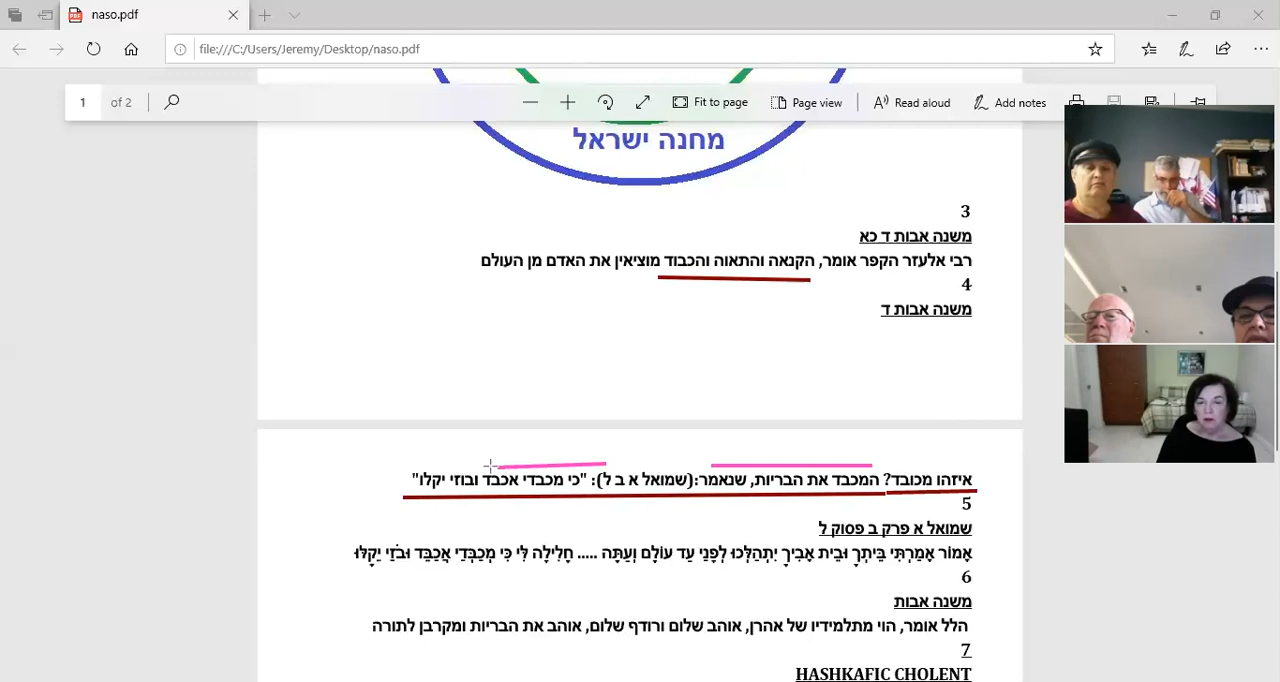 naso.pdf
file:///C:/Users/Jeremy/Desktop/naso.pdf
1 of 2 Fit to page Page view Read aloud Add notes
מחנה ישראל
3
משנה אבות ד כא
רבי אלעזר הקפר אומר, הקנאה והתאוה והכבוד מוציאין את האדם מן העולם
4
משנה אבות ד
איזהו מכובד? המכבד את הבריות, שנאמר:(שמואל א ב ל): "כי מכבדי אכבד ובוזי יקלו"
5
שמואל א פרק ב פסוק ל
אָמוֹר אָמַרְתִּי בֵּיתְךָ וּבֵית אָבִיךָ יִתְהַלְּכוּ לְפָנַי עַד עוֹלָם וְעַתָּה ..... חָלִילָה לִּי כִּי מְכַבְּדַי אֲכַבֵּד וּבֹזַי יֵקָלּוּ
6
משנה אבות
הלל אומר, הוי מתלמידיו של אהרן, אוהב שלום ורודף שלום, אוהב את הבריות ומקרבן לתורה
7
HASHKAFIC CHOLENT